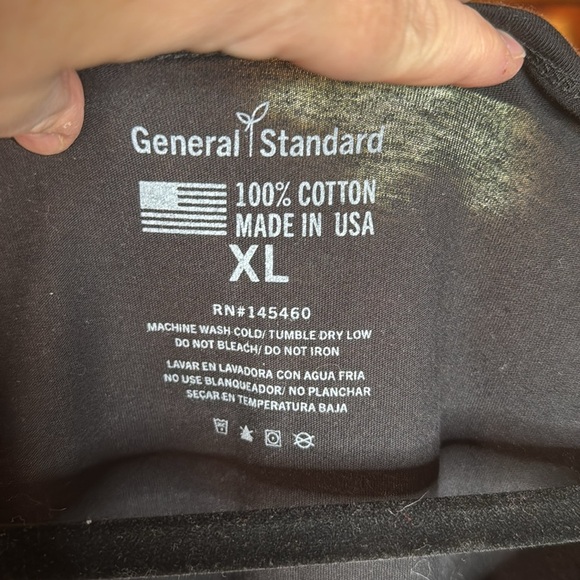 General Standard
100% COTTON
MADE IN USA
XL
RN#145460
MACHINE WASH COLD/ TUMBLE DRY LOW
DO NOT BLEACH/ DO NOT IRON
LAVAR EN LAVADORA CON AGUA FRIA
NO USE BLANQUEADOR/ NO PLANCHAR
SEÇAR EN TEMPERATURA BAJA